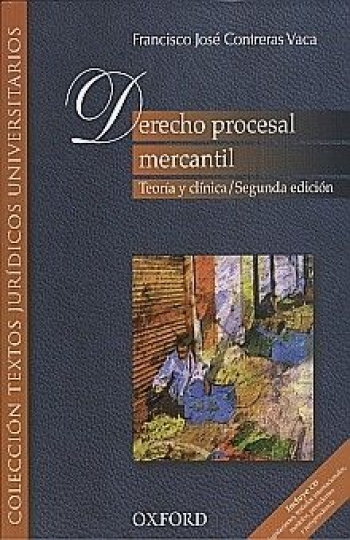 Francisco José Contreras Vaca
Derecho procesal
mercantil
Teoría y clínica/Segunda edición
COLECCIÓN TEXTOS JURÍDICOS UNIVERSITARIOS
Incluye CD
OXFORD